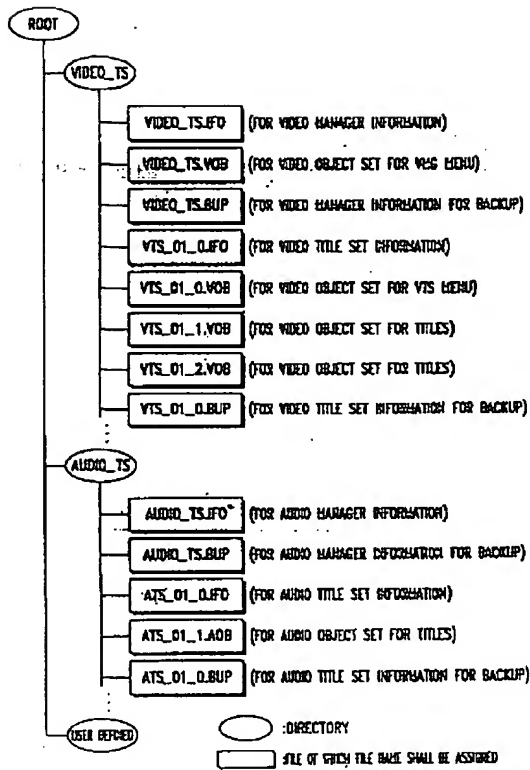 ROOT
VIDEO_TS
VIDEO_TS.IFO (FOR VIDEO MANAGER INFORMATION)
VIDEO_TS.VOB (FOR VIDEO OBJECT SET FOR VMG MENU)
VIDEO_TS.BUP (FOR VIDEO MANAGER INFORMATION FOR BACKUP)
VTS_01_0.IFO (FOR VIDEO TITLE SET INFORMATION)
VTS_01_0.VOB (FOR VIDEO OBJECT SET FOR VTS MENU)
VTS_01_1.VOB (FOR VIDEO OBJECT SET FOR TITLES)
VTS_01_2.VOB (FOR VIDEO OBJECT SET FOR TITLES)
VTS_01_0.BUP (FOR VIDEO TITLE SET INFORMATION FOR BACKUP)
AUDIO_TS
AUDIO_TS.IFO (FOR AUDIO MANAGER INFORMATION)
AUDIO_TS.BUP (FOR AUDIO MANAGER INFORMATION FOR BACKUP)
ATS_01_0.IFO (FOR AUDIO TITLE SET INFORMATION)
ATS_01_1.AOB (FOR AUDIO OBJECT SET FOR TITLES)
ATS_01_0.BUP (FOR AUDIO TITLE SET INFORMATION FOR BACKUP)
USER DEFINED
:DIRECTORY
:FILE OF WHICH FILE NAME SHALL BE ASSIGNED